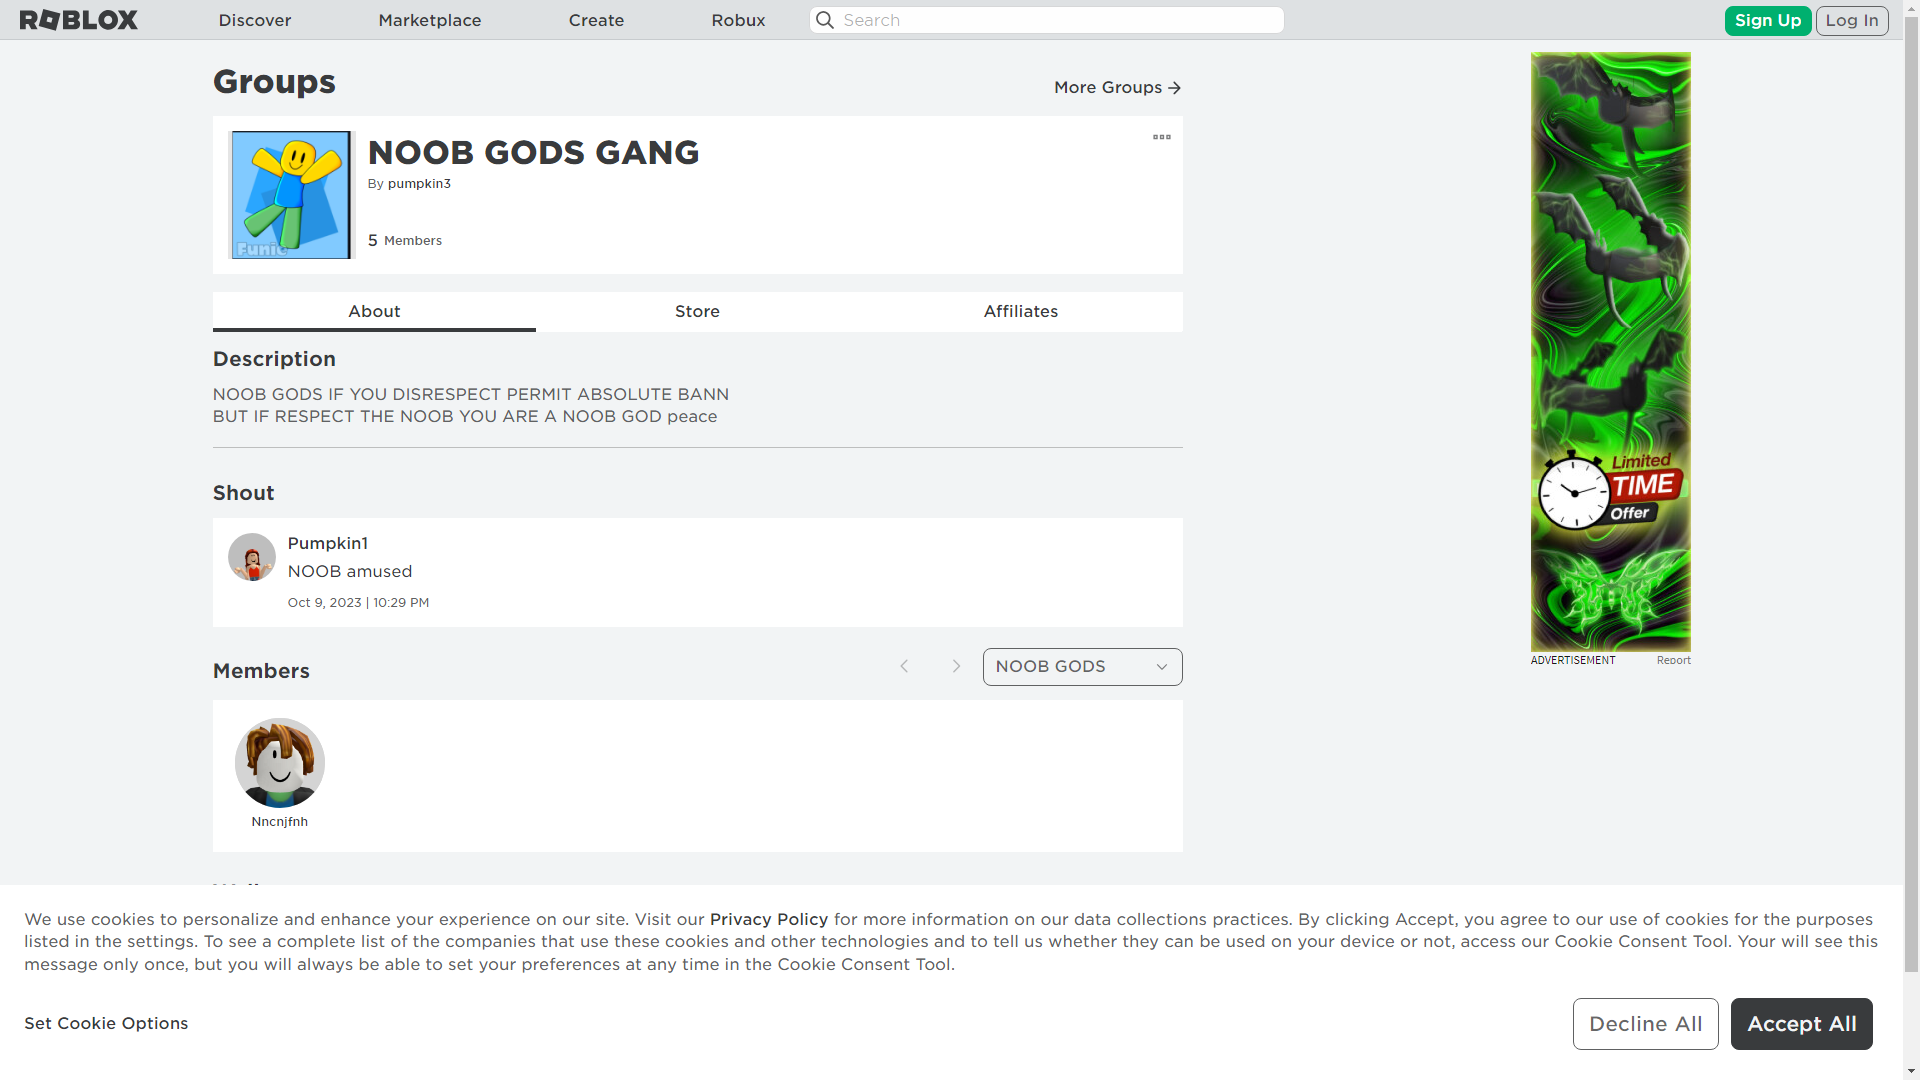 ROBLOX
Discover
Marketplace
Create
Robux
Search
Sign Up
Log In
Groups
More Groups
Funic
NOOB GODS GANG
By pumpkin3
5 Members
About
Store
Affiliates
Description
NOOB GODS IF YOU DISRESPECT PERMIT ABSOLUTE BANN
BUT IF RESPECT THE NOOB YOU ARE A NOOB GOD peace
Shout
Pumpkin1
NOOB amused
Oct 9, 2023 | 10:29 PM
Members
NOOB GODS
Nncnjfnh
Limited
TIME
Offer
ADVERTISEMENT
Report
We use cookies to personalize and enhance your experience on our site. Visit our Privacy Policy for more information on our data collections practices. By clicking Accept, you agree to our use of cookies for the purposes
listed in the settings. To see a complete list of the companies that use these cookies and other technologies and to tell us whether they can be used on your device or not, access our Cookie Consent Tool. Your will see this
message only once, but you will always be able to set your preferences at any time in the Cookie Consent Tool.
Set Cookie Options
Decline All
Accept All